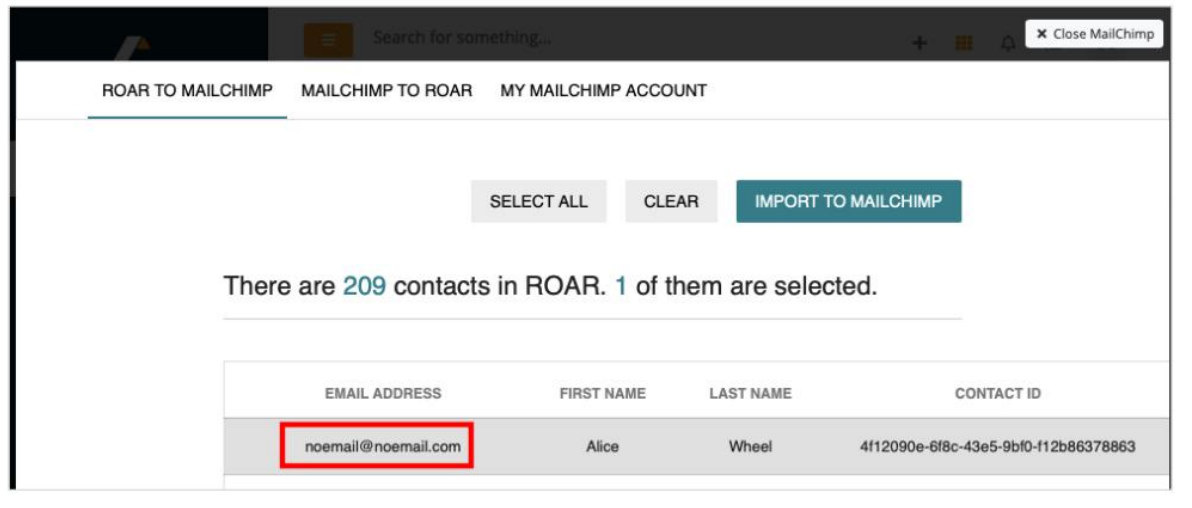 Search for something...
× Close MailChimp
ROAR TO MAILCHIMP MAILCHIMP TO ROAR MY MAILCHIMP ACCOUNT
SELECT ALL CLEAR IMPORT TO MAILCHIMP
There are 209 contacts in ROAR. 1 of them are selected.
EMAIL ADDRESS FIRST NAME LAST NAME CONTACT ID
noemail@noemail.com Alice Wheel 4f12090e-6f8c-43e5-9bf0-f12b86378863